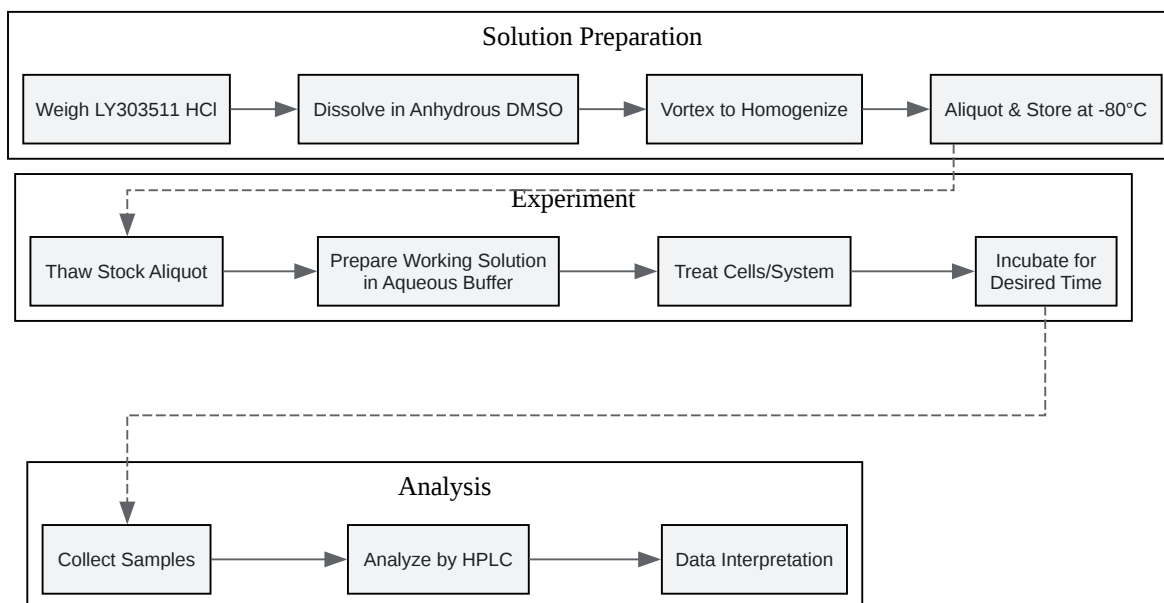 Solution Preparation
Weigh LY303511 HCl
Dissolve in Anhydrous DMSO
Vortex to Homogenize
Aliquot & Store at -80°C
Experiment
Thaw Stock Aliquot
Prepare Working Solution
in Aqueous Buffer
Treat Cells/System
Incubate for
Desired Time
Analysis
Collect Samples
Analyze by HPLC
Data Interpretation